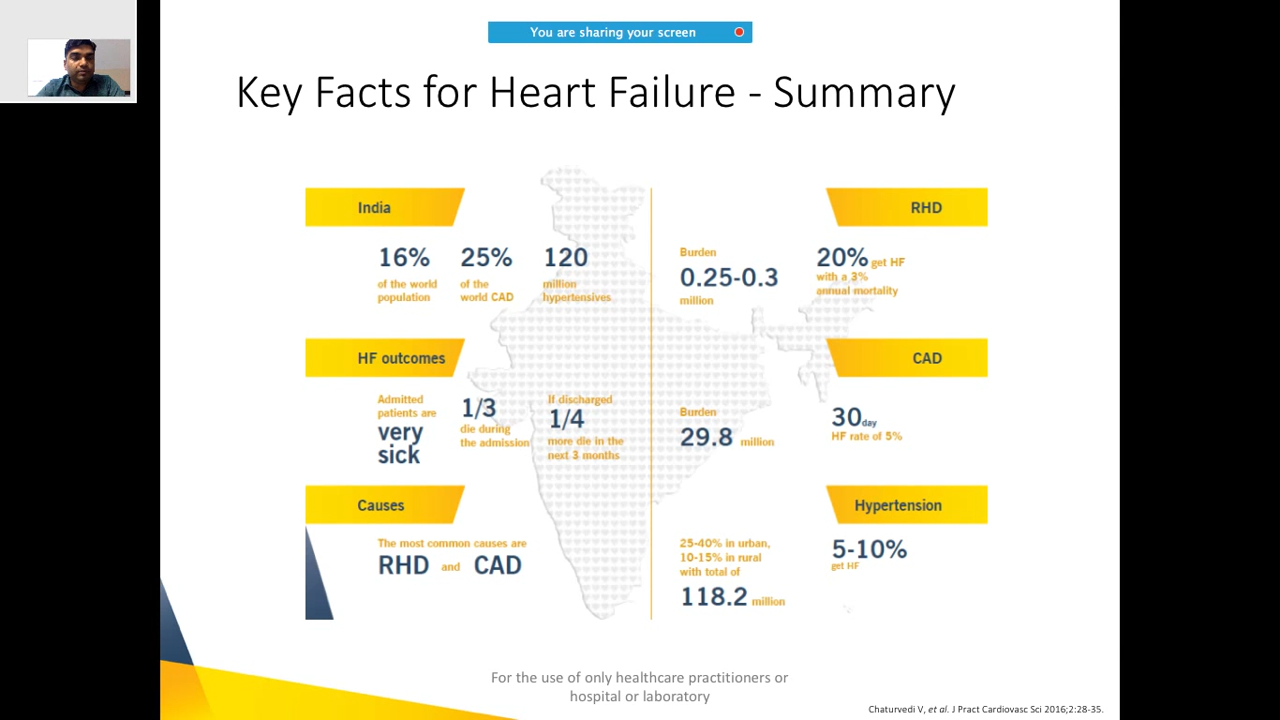 You are sharing your screen
Key Facts for Heart Failure - Summary
India
16%
of the world
population
25%
of the
world CAD
120
million
hypertensives
HF outcomes
Admitted
patients are
very
sick
1/3
die during
the admission
If discharged
1/4
more die in the
next 3 months
Causes
The most common causes are
RHD and CAD
RHD
Burden
0.25-0.3
million
20% get HF
with a 3%
annual mortality
CAD
Burden
29.8 million
30day
HF rate of 5%
Hypertension
25-40% in urban,
10-15% in rural
with total of
118.2 million
5-10%
get HF
For the use of only healthcare practitioners or
hospital or laboratory
Chaturvedi V, et al. J Pract Cardiovasc Sci 2016;2:28-35.